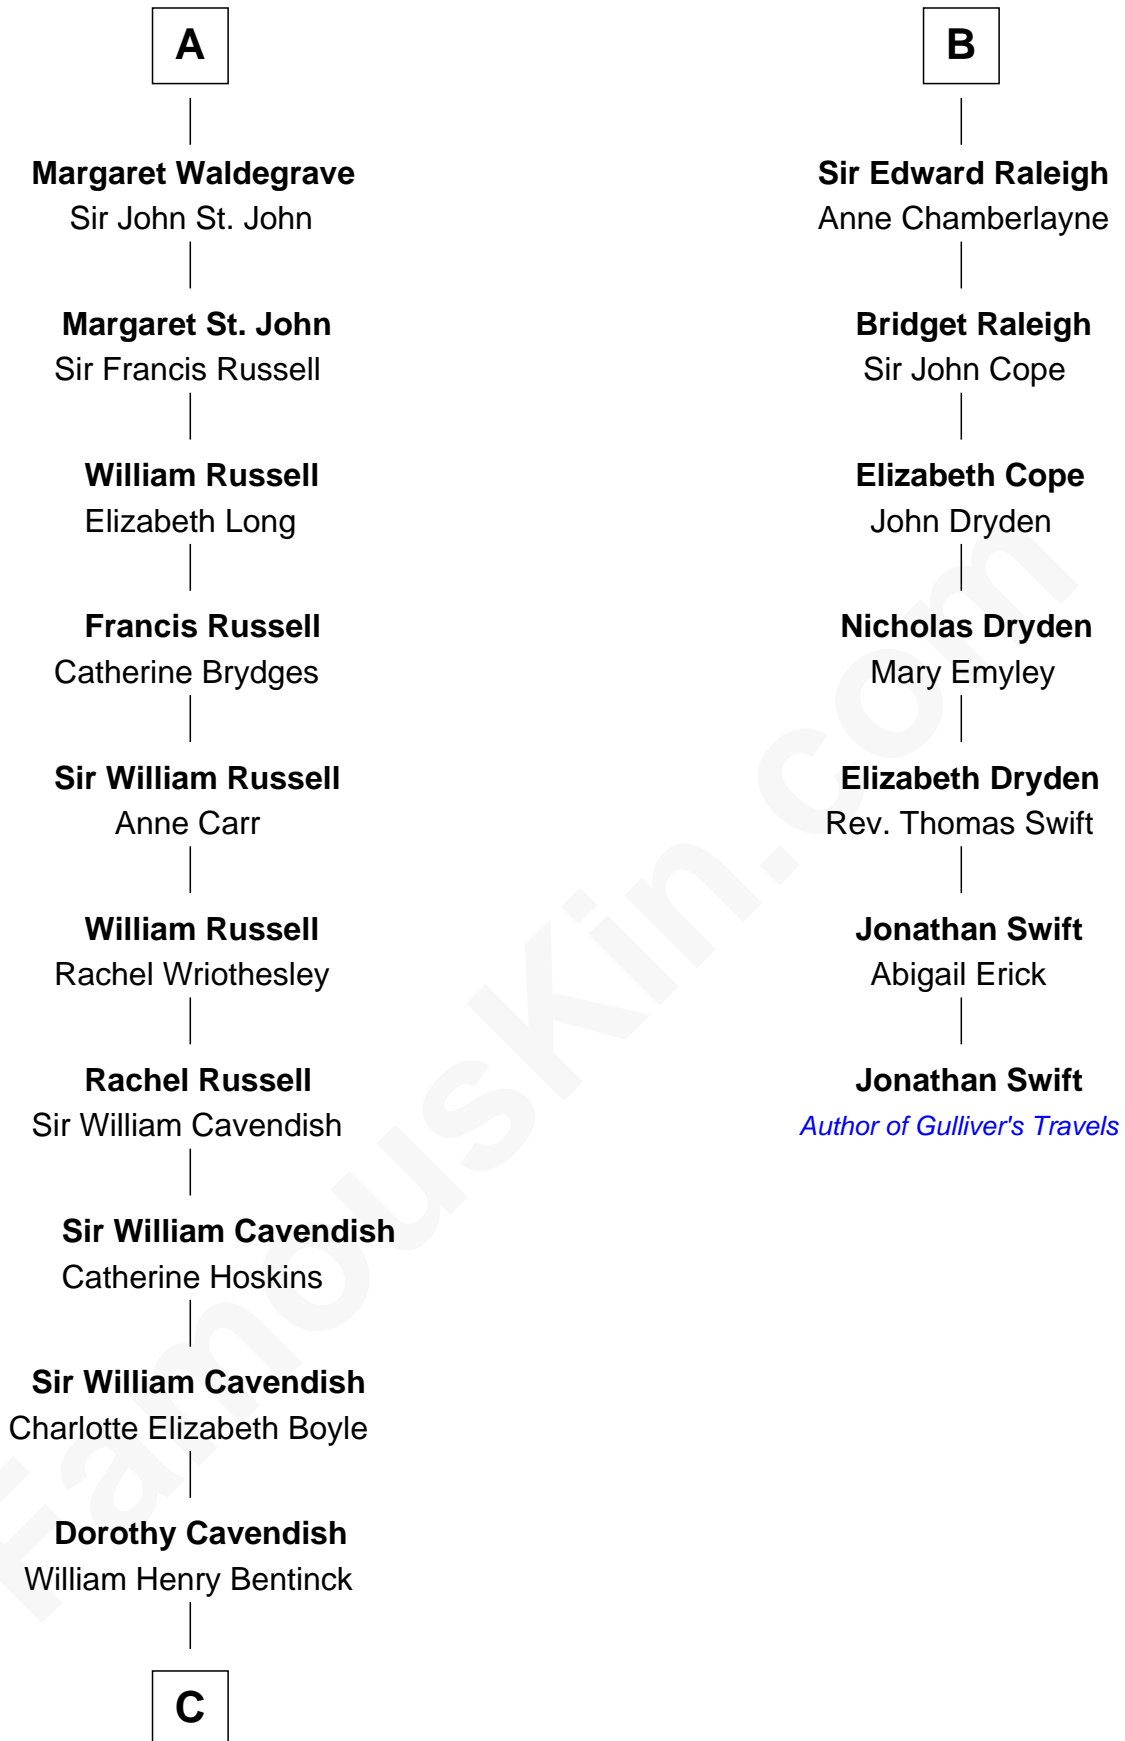 A
Margaret Waldegrave
Sir John St. John
Margaret St. John
Sir Francis Russell
William Russell
Elizabeth Long
Francis Russell
Catherine Brydges
Sir William Russell
Anne Carr
William Russell
Rachel Wriothesley
Rachel Russell
Sir William Cavendish
Sir William Cavendish
Catherine Hoskins
Sir William Cavendish
Charlotte Elizabeth Boyle
Dorothy Cavendish
William Henry Bentinck
C
B
Sir Edward Raleigh
Anne Chamberlayne
Bridget Raleigh
Sir John Cope
Elizabeth Cope
John Dryden
Nicholas Dryden
Mary Emyley
Elizabeth Dryden
Rev. Thomas Swift
Jonathan Swift
Abigail Erick
Jonathan Swift
Author of Gulliver's Travels
FamousKin.com